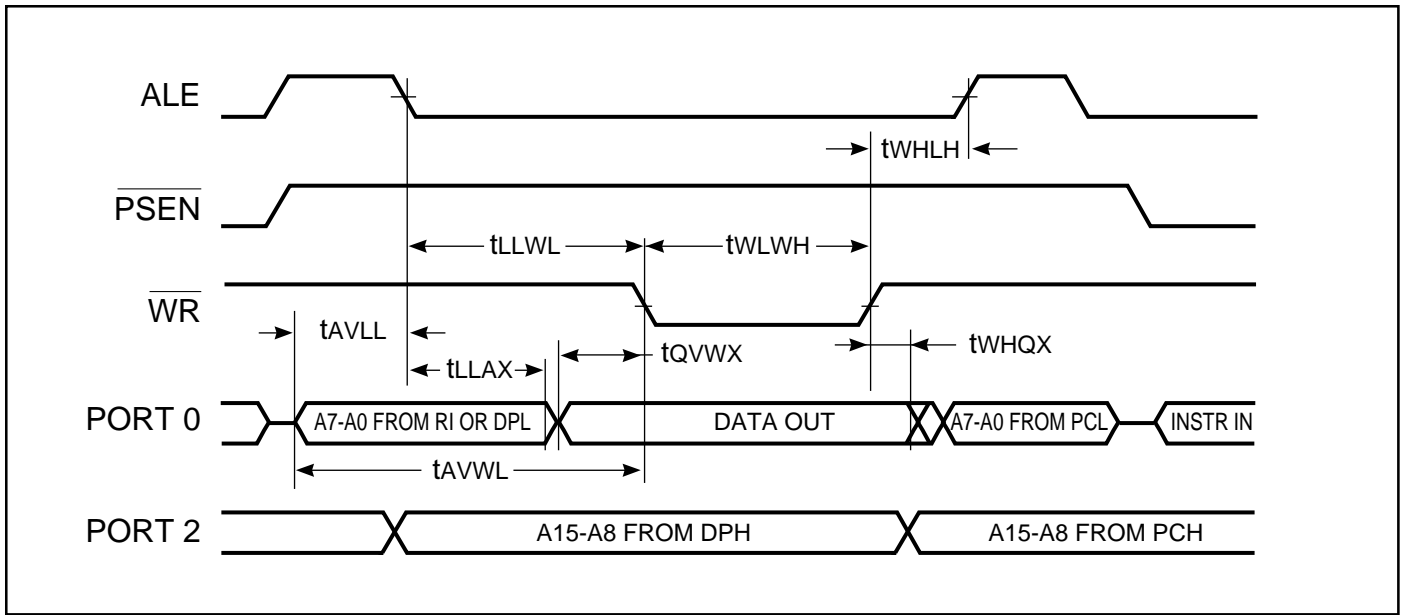 ALE
tWHLH
PSEN
tLLWL
tWLWH
WR
tAVLL
tLLAX
tQVWX
tWHQX
PORT 0
A7-A0 FROM RI OR DPL
DATA OUT
A7-A0 FROM PCL
INSTR IN
tAVWL
PORT 2
A15-A8 FROM DPH
A15-A8 FROM PCH